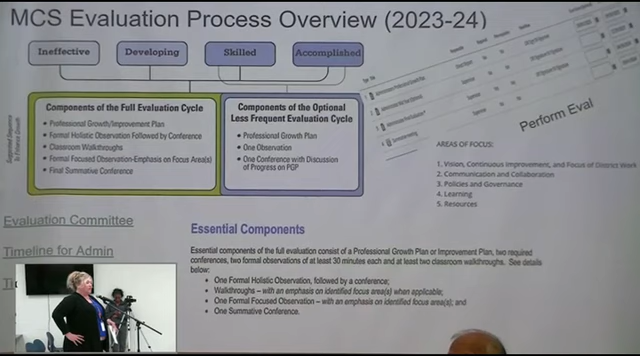 MCS Evaluation Process Overview (2023-24)
Ineffective
Developing
Skilled
Accomplished
Components of the Full Evaluation Cycle
• Professional Growth/Improvement Plan
• Formal Holistic Observation Followed by Conference
• Classroom Walkthroughs
• Formal Focused Observation-Emphasis on Focus Area(s)
• Final Summative Conference
Components of the Optional
Less Frequent Evaluation Cycle
• Professional Growth Plan
• One Observation
• One Conference with Discussion
of Progress on PGP
Perform Eval
AREAS OF FOCUS:
1. Vision, Continuous Improvement, and Focus of District Work
2. Communication and Collaboration
3. Policies and Governance
4. Learning
5. Resources
Evaluation Committee
Timeline for Admin
Essential Components
Essential components of the full evaluation consist of a Professional Growth Plan or Improvement Plan, two required
conferences, two formal observations of at least 30 minutes each and at least two classroom walkthroughs. See details
below:
• One Formal Holistic Observation, followed by a conference;
• Walkthroughs – with an emphasis on identified focus area(s) when applicable;
• One Formal Focused Observation – with an emphasis on identified focus area(s); and
• One Summative Conference.